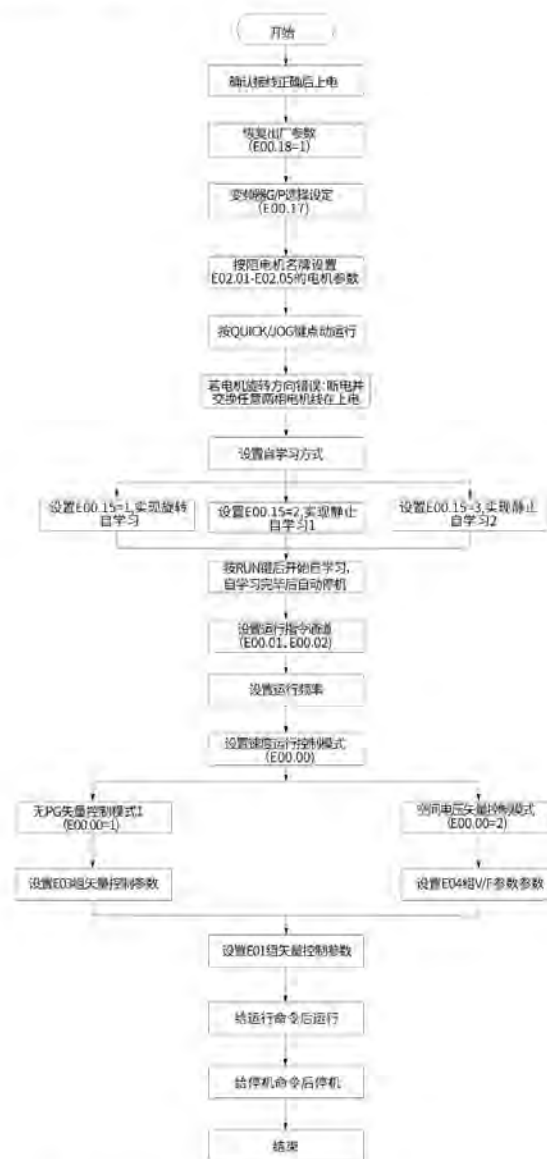 开始
确认接线正确后上电
恢复出厂参数
(E00.18=1)
变频器G/P选择设定
(E00.17)
按阻电机名牌设置
E02.01-E02.05的电机参数
按QUICK/JOG键点动运行
若电机旋转方向错误:断电并
交换任意两相电机线在上电
设置自学习方式
设置E00.15=1,实现旋转
自学习
设置E00.15=2,实现静止
自学习1
设置E00.15=3,实现静止
自学习2
按RUN键后开始自学习,
自学习完毕后自动停机
设置运行指令通道
(E00.01、E00.02)
设置运行频率
设置速度运行控制模式
(E00.00)
无PG矢量控制模式1
(E00.00=1)
空间电压矢量控制模式
(E00.00=2)
设置E03组矢量控制参数
设置E04组V/F参数参数
设置E01组矢量控制参数
给运行命令后运行
给停机命令后停机
结束